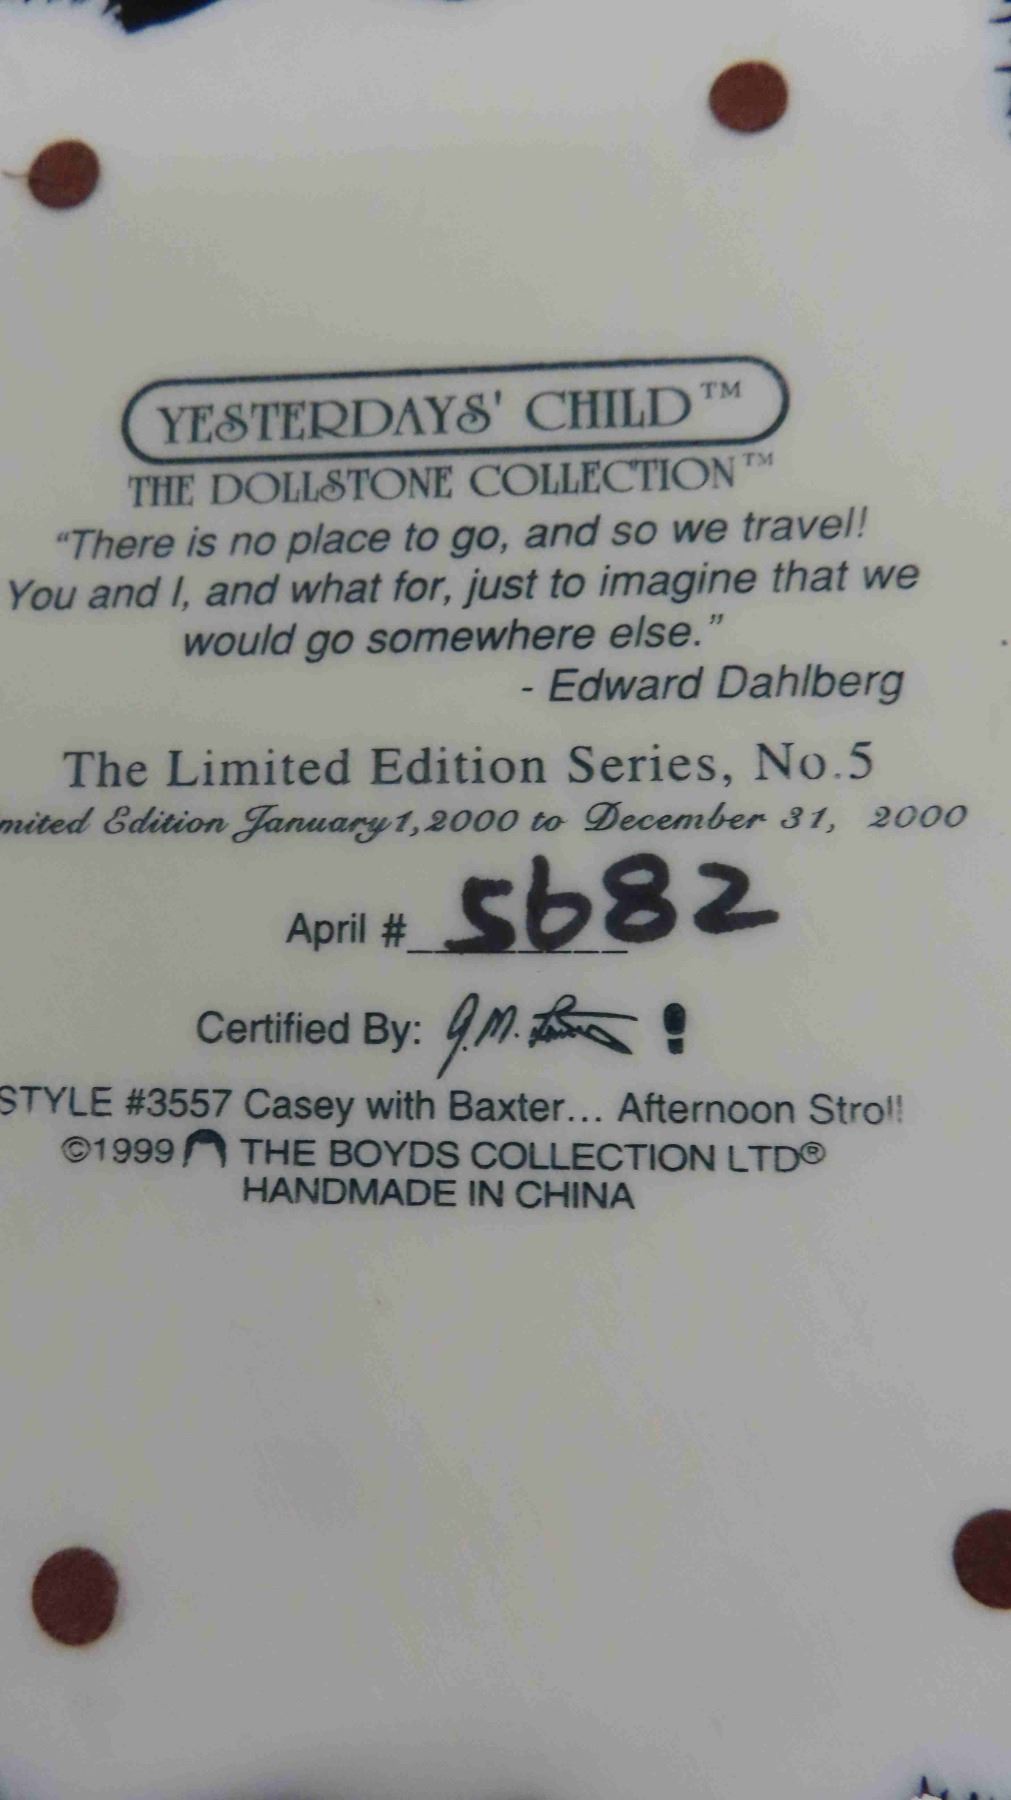 YESTERDAYS' CHILD™
THE DOLLSTONE COLLECTION™
“There is no place to go, and so we travel!
You and I, and what for, just to imagine that we
would go somewhere else.”
- Edward Dahlberg
The Limited Edition Series, No.5
mited Edition January 1, 2000 to December 31, 2000
April # 5682
Certified By: J.M.
STYLE #3557 Casey with Baxter... Afternoon Stroll
©1999 THE BOYDS COLLECTION LTD®
HANDMADE IN CHINA